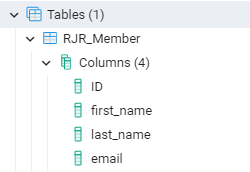 Tables (1)
RJR_Member
Columns (4)
ID
first_name
last_name
email